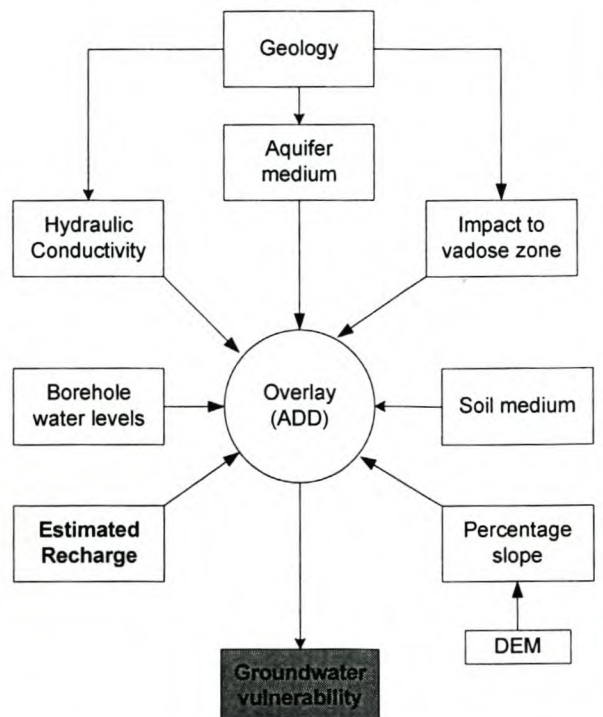 Geology
Aquifer
medium
Hydraulic
Conductivity
Impact to
vadose zone
Borehole
water levels
Overlay
(ADD)
Soil medium
Estimated
Recharge
Percentage
slope
DEM
Groundwater
vulnerability